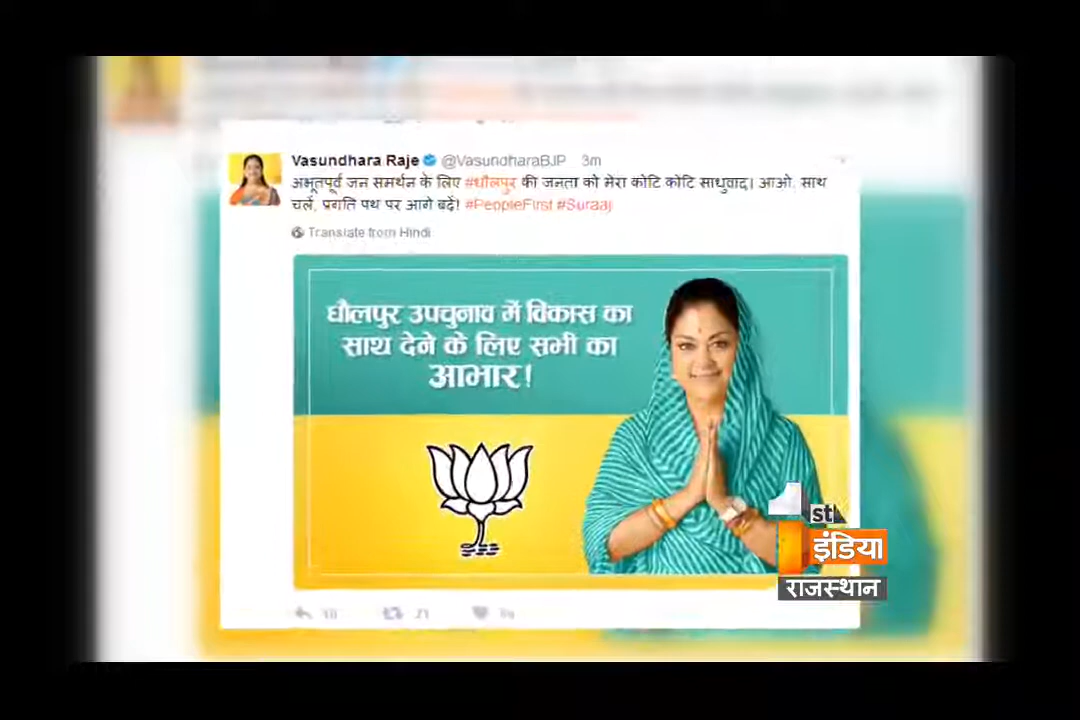 Vasundhara Raje @VasundharaBJP 3m
अभूतपूर्व जन समर्थन के लिए #धौलपुर की जनता को मेरा कोटि कोटि साधुवाद। आओ, साथ
चलें, प्रगति पथ पर आगे बढ़ें! #PeopleFirst #Suraaj
Translate from Hindi
धौलपुर उपचुनाव में विकास का
साथ देने के लिए सभी का
आभार!
1st
इंडिया
राजस्थान